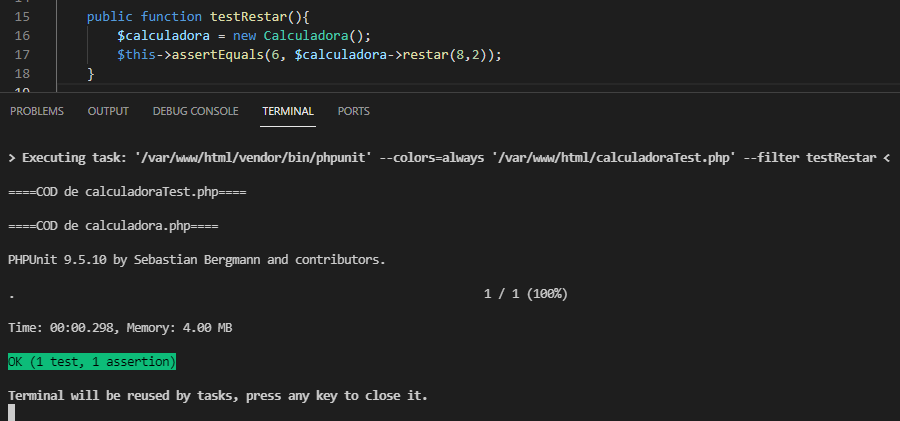 15 public function testRestar(){
16 $calculadora = new Calculadora();
17 $this->assertEquals(6, $calculadora->restar(8,2));
18 }
PROBLEMS OUTPUT DEBUG CONSOLE TERMINAL PORTS
> Executing task: '/var/www/html/vendor/bin/phpunit' --colors=always '/var/www/html/calculadoraTest.php' --filter testRestar <
====COD de calculadoraTest.php====
====COD de calculadora.php====
PHPUnit 9.5.10 by Sebastian Bergmann and contributors.
. 1 / 1 (100%)
Time: 00:00.298, Memory: 4.00 MB
OK (1 test, 1 assertion)
Terminal will be reused by tasks, press any key to close it.